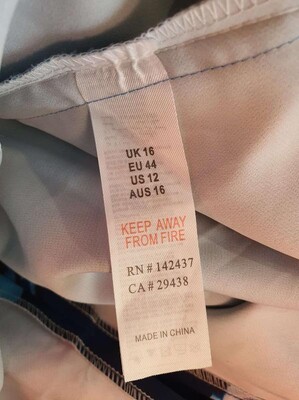 UK 16
EU 44
US 12
AUS 16
KEEP AWAY
FROM FIRE
RN # 142437
CA # 29438
MADE IN CHINA